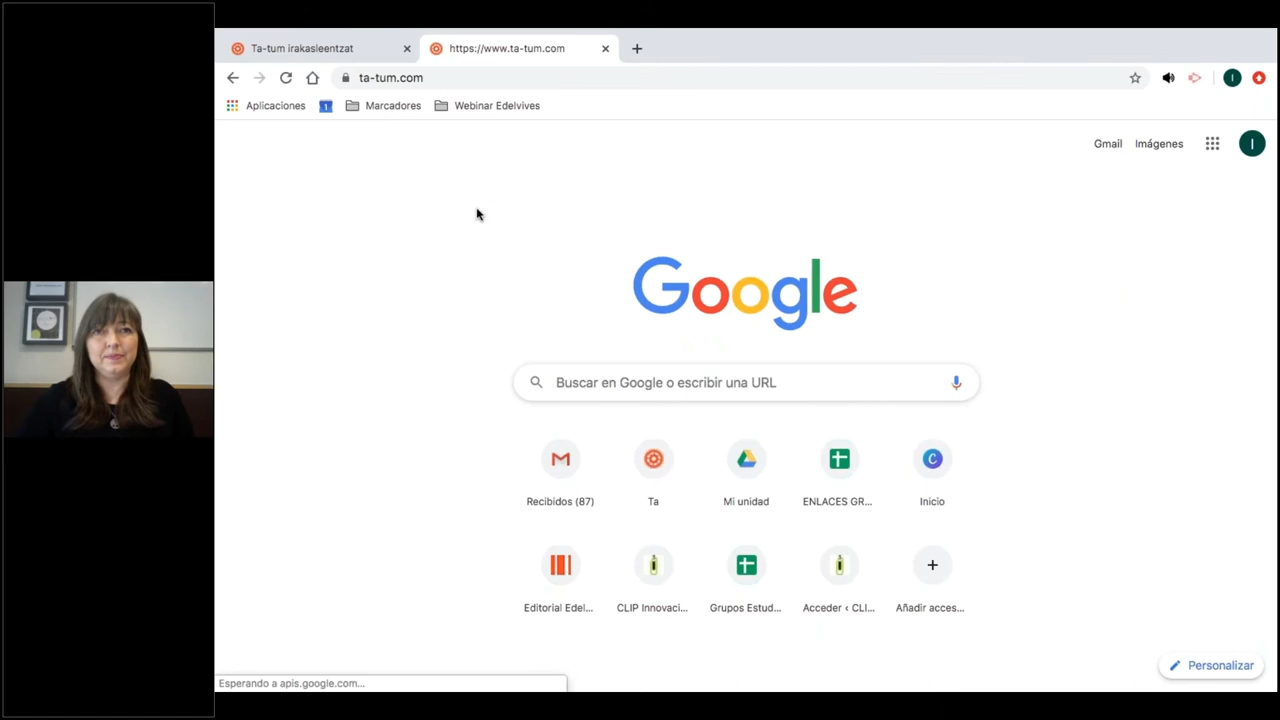 Ta-tum irakasleentzat
https://www.ta-tum.com
ta-tum.com
Aplicaciones
1
Marcadores
Webinar Edelvives
I
Gmail
Imágenes
I
Google
Buscar en Google o escribir una URL
Recibidos (87)
Ta
Mi unidad
ENLACES GR...
C
Inicio
Editorial Edel...
CLIP Innovaci...
Grupos Estud...
Acceder ‹ CLI...
Añadir acces...
Personalizar
Esperando a apis.google.com...